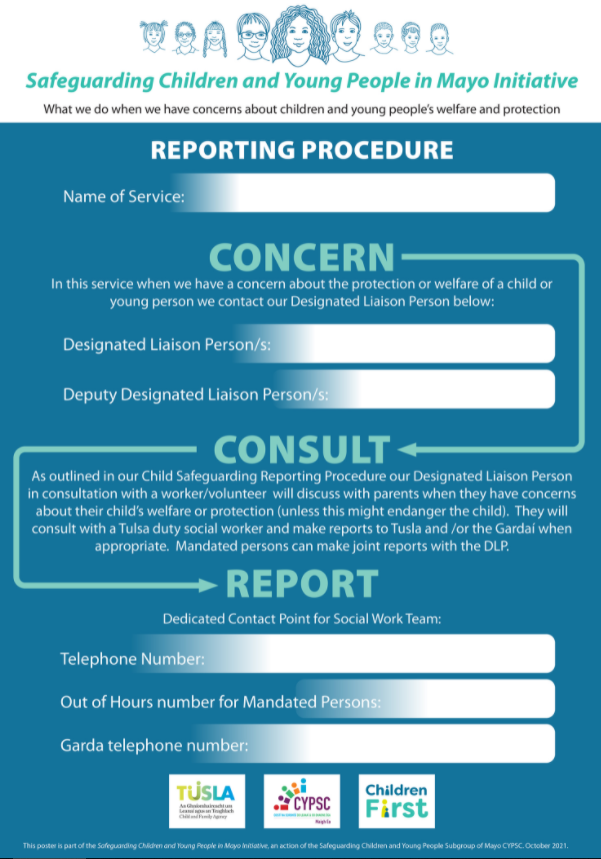 Safeguarding Children and Young People in Mayo Initiative
What we do when we have concerns about children and young people's welfare and protection
REPORTING PROCEDURE
Name of Service:
CONCERN
In this service when we have a concern about the protection or welfare of a child or
young person we contact our Designated Liaison Person below:
Designated Liaison Person/s:
Deputy Designated Liaison Person/s:
CONSULT
As outlined in our Child Safeguarding Reporting Procedure our Designated Liaison Person
in consultation with a worker/volunteer will discuss with parents when they have concerns
about their child's welfare or protection (unless this might endanger the child). They will
consult with a Tulsa duty social worker and make reports to Tusla and /or the Gardaí when
appropriate. Mandated persons can make joint reports with the DLP.
REPORT
Dedicated Contact Point for Social Work Team:
Telephone Number:
Out of Hours number for Mandated Persons:
Garda telephone number:
TUSLA
An Ghníomhaireacht um
Leanaí agus an Teaghlach
Child and Family Agency
CYPSC
Maigh Eo
Children
First
This poster is part of the Safeguarding Children and Young People in Mayo Initiative, an action of the Safeguarding Children and Young People Subgroup of Mayo CYPSC. October 2021.